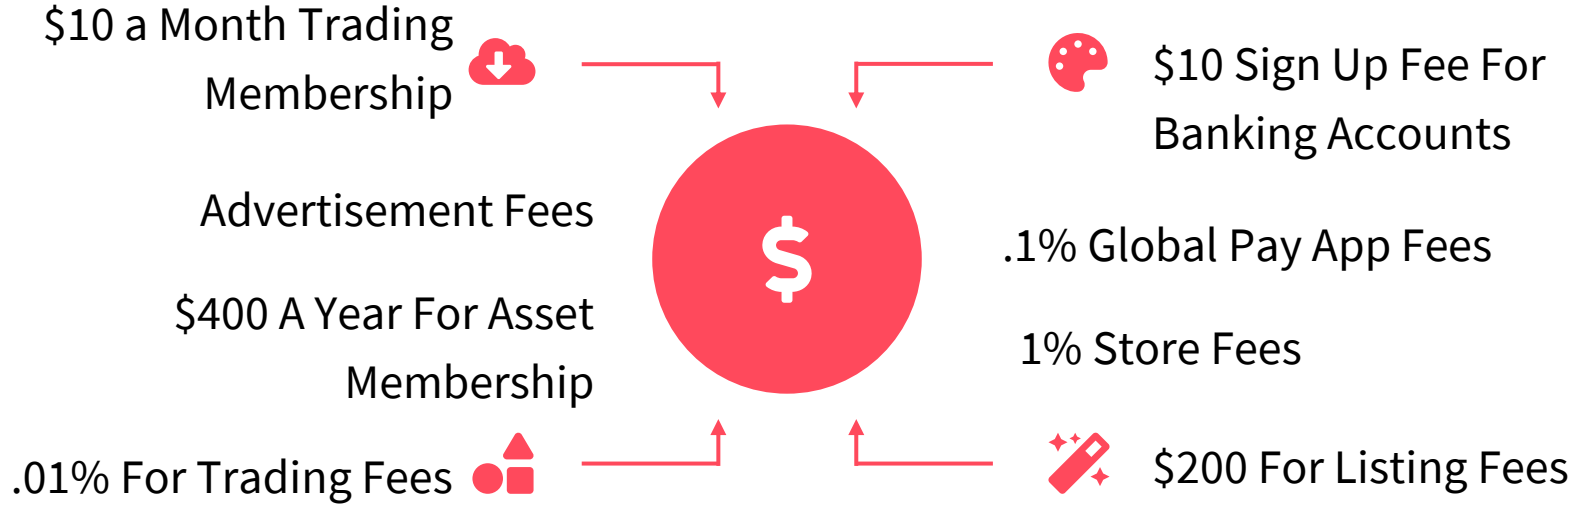 $10 a Month Trading
Membership
Advertisement Fees
$400 A Year For Asset
Membership
.01% For Trading Fees
$
$10 Sign Up Fee For
Banking Accounts
.1% Global Pay App Fees
1% Store Fees
$200 For Listing Fees